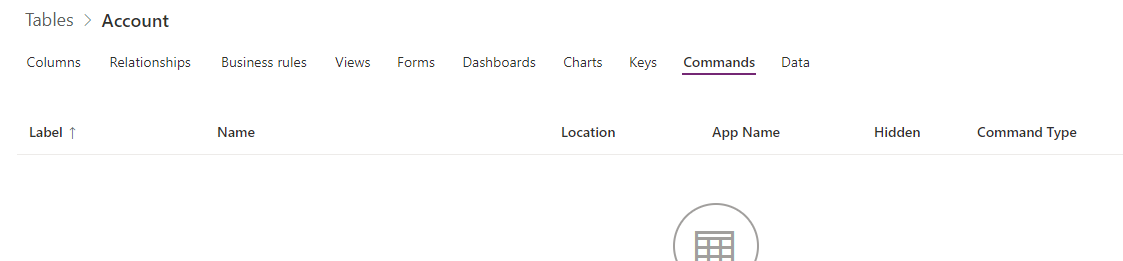 Tables > Account
Columns Relationships Business rules Views Forms Dashboards Charts Keys Commands Data
Label ↑ Name Location App Name Hidden Command Type